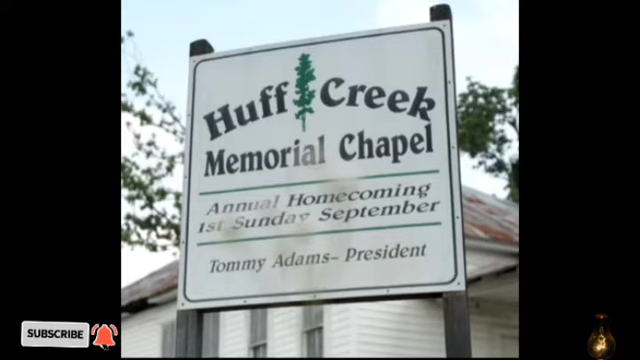 Huff Creek
Memorial Chapel
Annual Homecoming
1st Sunday September
Tommy Adams– President
SUBSCRIBE